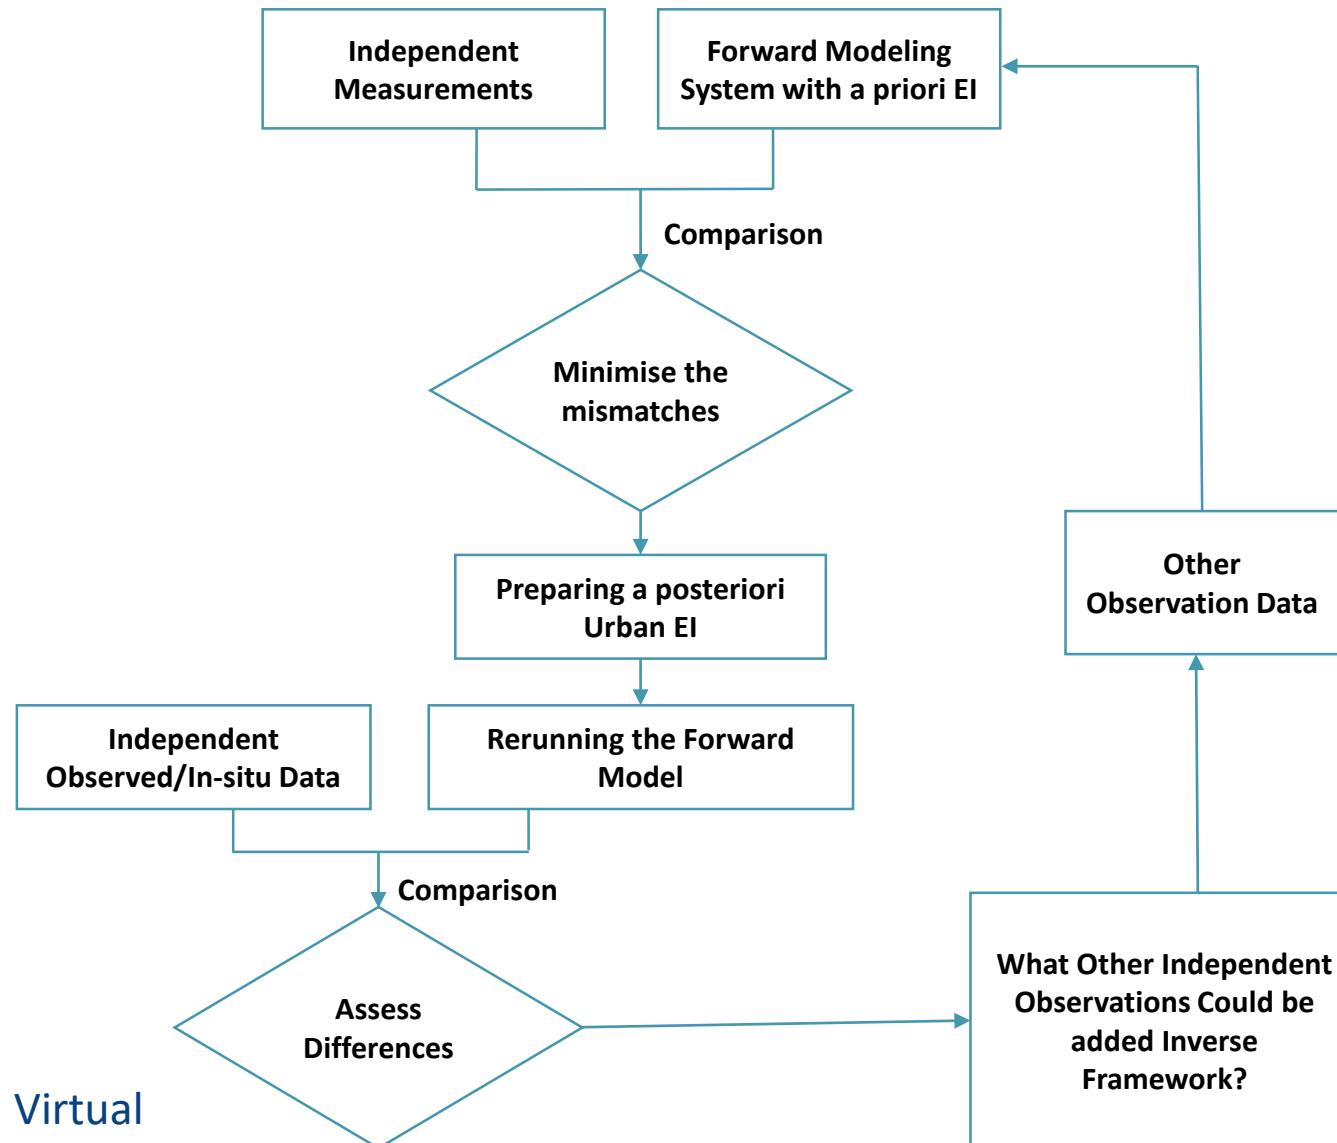 Independent
Measurements
Forward Modeling
System with a priori EI
Comparison
Minimise the
mismatches
Preparing a posteriori
Urban EI
Other
Observation Data
Independent
Observed/In-situ Data
Rerunning the Forward
Model
Comparison
Assess
Differences
What Other Independent
Observations Could be
added Inverse
Framework?
Virtual